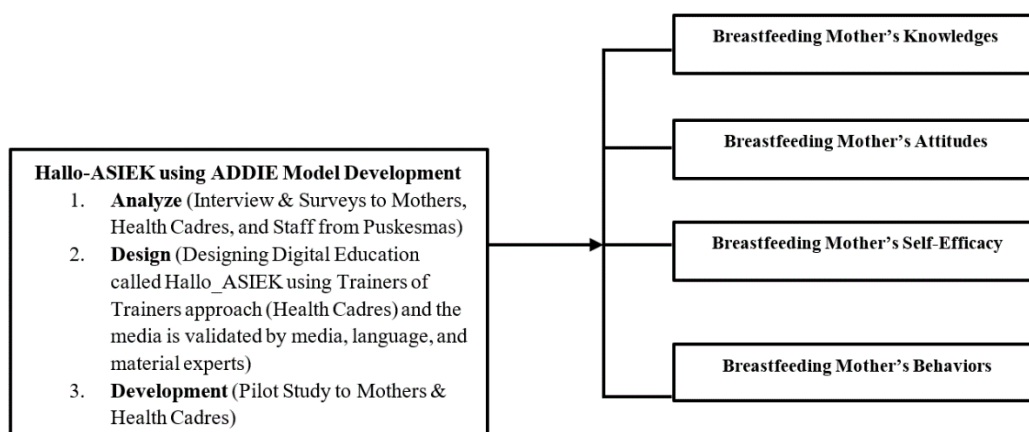 Breastfeeding Mother's Knowledges
Breastfeeding Mother's Attitudes
Hallo-ASIEK using ADDIE Model Development
1. Analyze (Interview & Surveys to Mothers,
Health Cadres, and Staff from Puskesmas)
2. Design (Designing Digital Education
called Hallo_ASIEK using Trainers of
Trainers approach (Health Cadres) and the
media is validated by media, language, and
material experts)
3. Development (Pilot Study to Mothers &
Health Cadres)
Breastfeeding Mother's Self-Efficacy
Breastfeeding Mother's Behaviors